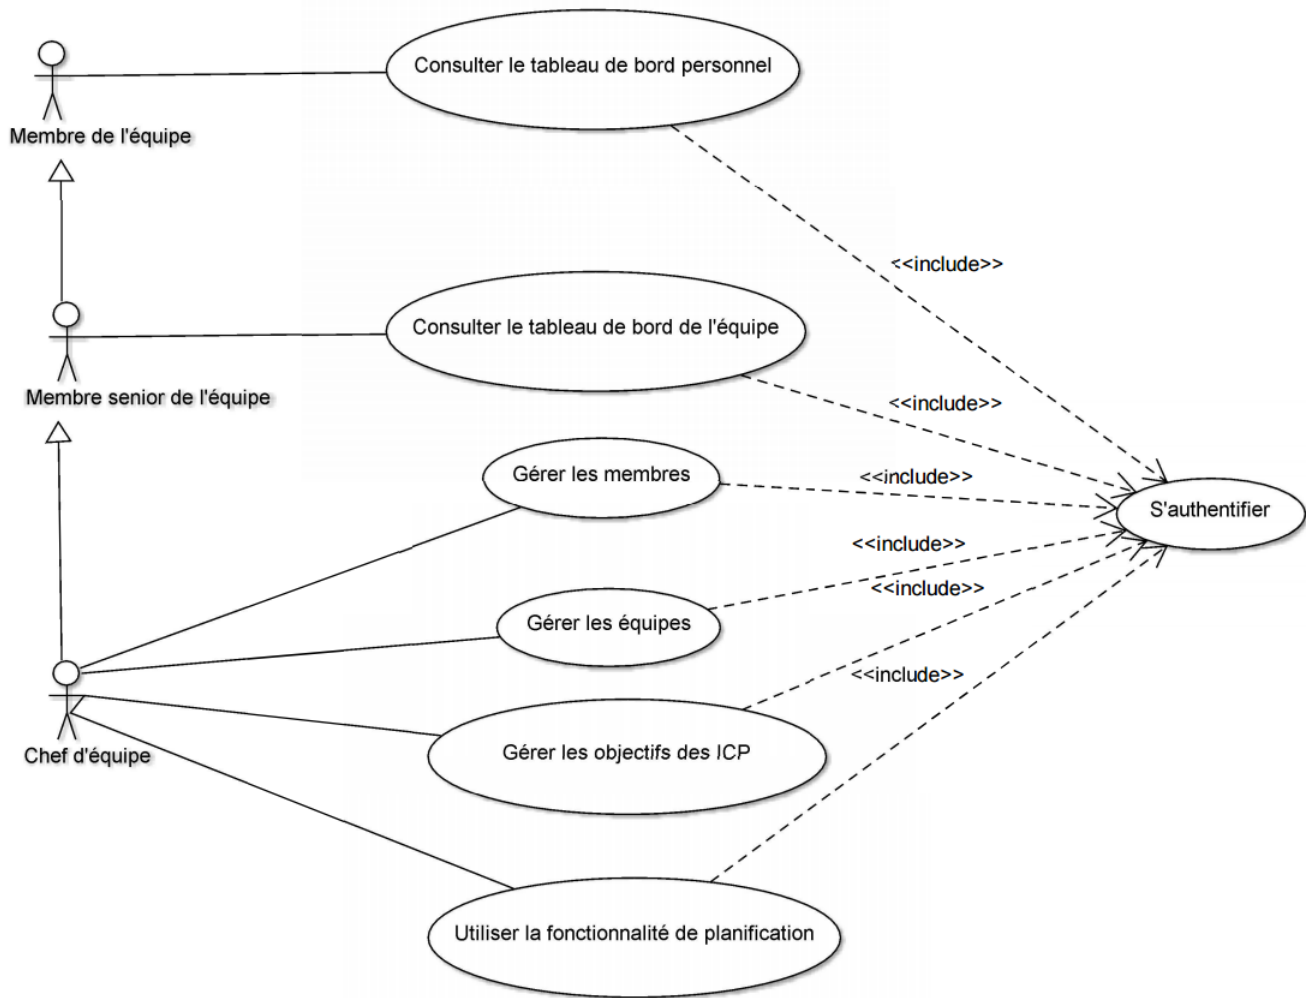 Consulter le tableau de bord personnel
Membre de l'équipe
<<include>>
Consulter le tableau de bord de l'équipe
Membre senior de l'équipe
<<include>>
Gérer les membres
<<include>>
S'authentifier
<<include>>
<<include>>
Gérer les équipes
<<include>>
Chef d'équipe
Gérer les objectifs des ICP
Utiliser la fonctionnalité de planification